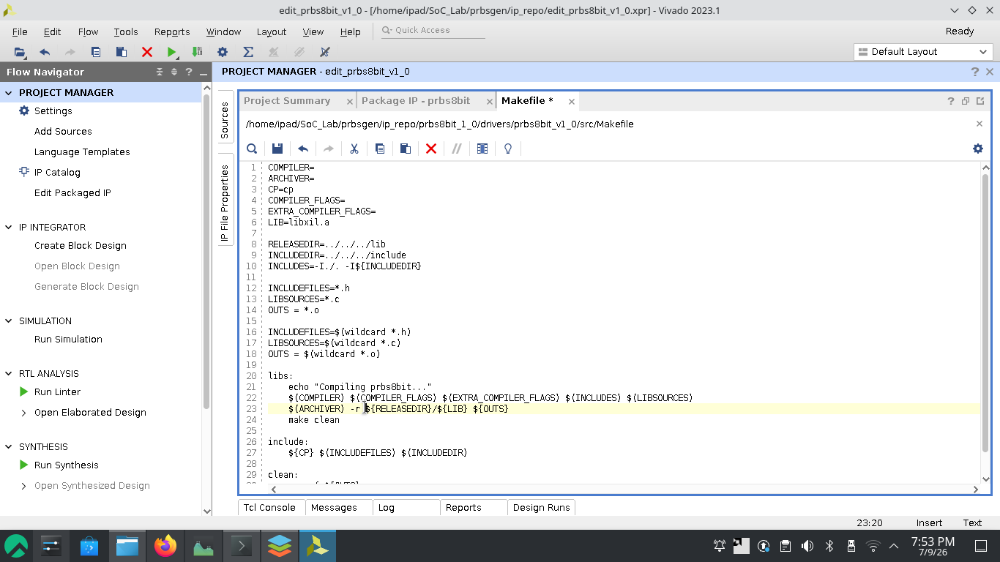 edit_prbs8bit_v1_0 - [/home/ipad/SoC_Lab/prbsgen/ip_repo/edit_prbs8bit_v1_0.xpr] - Vivado 2023.1
File Edit Flow Tools Reports Window Layout View Help Quick Access Ready
Default Layout
Flow Navigator
PROJECT MANAGER
Settings
Add Sources
Language Templates
IP Catalog
Edit Packaged IP
IP INTEGRATOR
Create Block Design
Open Block Design
Generate Block Design
SIMULATION
Run Simulation
RTL ANALYSIS
Run Linter
Open Elaborated Design
SYNTHESIS
Run Synthesis
Open Synthesized Design
PROJECT MANAGER - edit_prbs8bit_v1_0
Sources
IP File Properties
Project Summary Package IP - prbs8bit Makefile *
/home/ipad/SoC_Lab/prbsgen/ip_repo/prbs8bit_1_0/drivers/prbs8bit_v1_0/src/Makefile
1 COMPILER=
2 ARCHIVER=
3 CP=cp
4 COMPILER_FLAGS=
5 EXTRA_COMPILER_FLAGS=
6 LIB=libxil.a
7
8 RELEASEDIR=../../../lib
9 INCLUDEDIR=../../../include
10 INCLUDES=-I./. -I${INCLUDEDIR}
11
12 INCLUDEFILES=*.h
13 LIBSOURCES=*.c
14 OUTS = *.o
15
16 INCLUDEFILES=$(wildcard *.h)
17 LIBSOURCES=$(wildcard *.c)
18 OUTS = $(wildcard *.o)
19
20 libs:
21 echo "Compiling prbs8bit..."
22 $(COMPILER) $(COMPILER_FLAGS) $(EXTRA_COMPILER_FLAGS) $(INCLUDES) $(LIBSOURCES)
23 $(ARCHIVER) -r ${RELEASEDIR}/${LIB} ${OUTS}
24 make clean
25
26 include:
27 ${CP} $(INCLUDEFILES) $(INCLUDEDIR)
28
29 clean:
Tcl Console Messages Log Reports Design Runs
23:20 Insert Text
7:53 PM
7/9/26